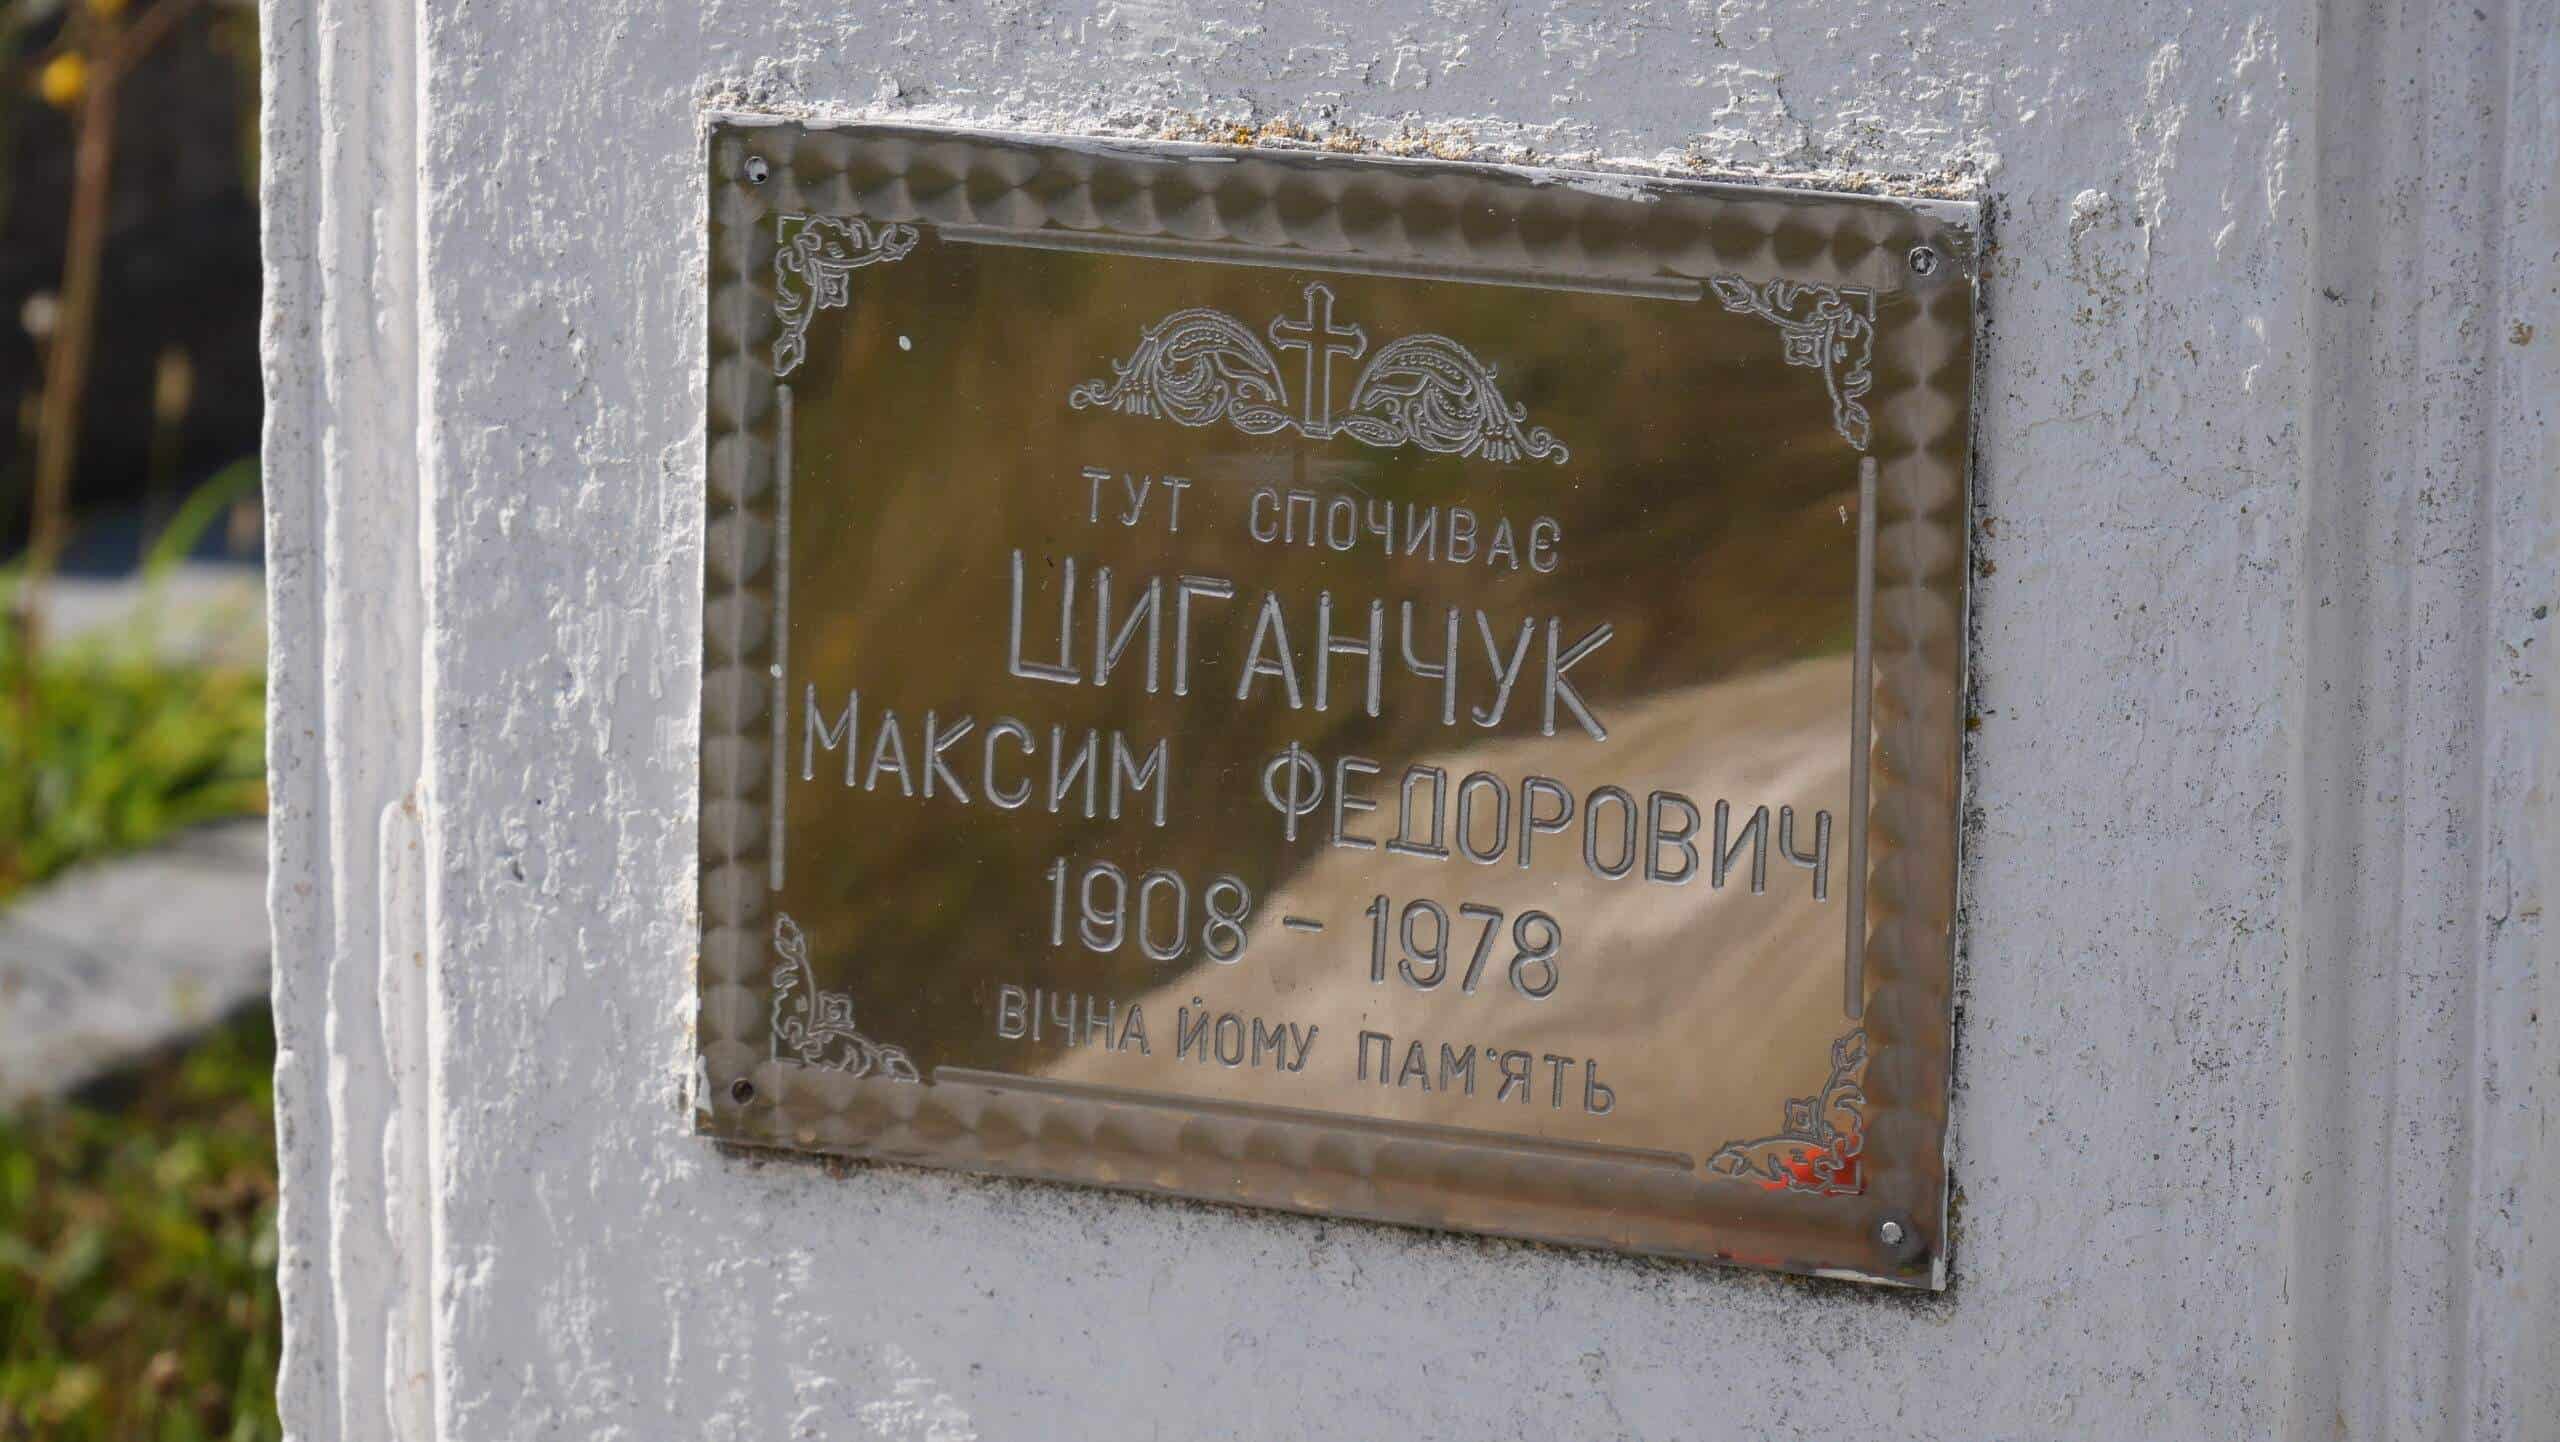 ТУТ СПОЧИВАЄ
ЦИГАНЧУК
МАКСИМ ФЕДОРОВИЧ
1908 - 1978
ВІЧНА ЙОМУ ПАМ'ЯТЬ